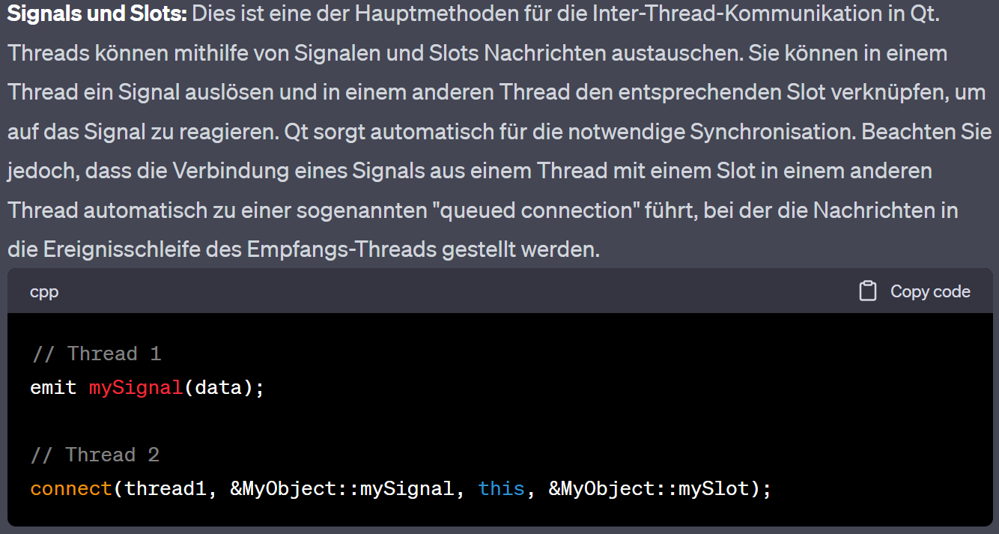 Signals und Slots: Dies ist eine der Hauptmethoden für die Inter-Thread-Kommunikation in Qt.
Threads können mithilfe von Signalen und Slots Nachrichten austauschen. Sie können in einem
Thread ein Signal auslösen und in einem anderen Thread den entsprechenden Slot verknüpfen, um
auf das Signal zu reagieren. Qt sorgt automatisch für die notwendige Synchronisation. Beachten Sie
jedoch, dass die Verbindung eines Signals aus einem Thread mit einem Slot in einem anderen
Thread automatisch zu einer sogenannten "queued connection" führt, bei der die Nachrichten in
die Ereignisschleife des Empfangs-Threads gestellt werden.
cpp Copy code
// Thread 1
emit mySignal(data);
// Thread 2
connect(thread1, &MyObject::mySignal, this, &MyObject::mySlot);